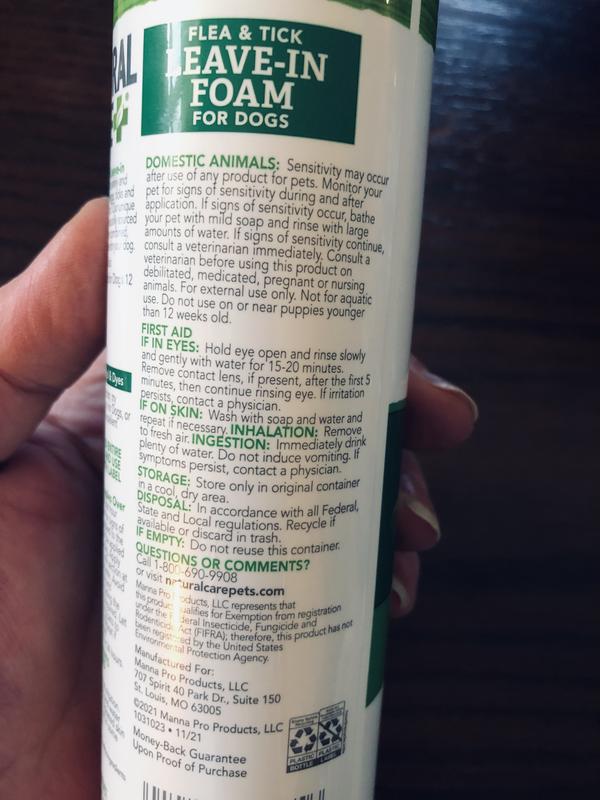 RAL
FLEA & TICK
LEAVE-IN
FOAM
FOR DOGS
DOMESTIC ANIMALS: Sensitivity may occur
after use of any product for pets. Monitor your
pet for signs of sensitivity during and after
application. If signs of sensitivity occur, bathe
your pet with mild soap and rinse with large
amounts of water. If signs of sensitivity continue,
consult a veterinarian immediately. Consult a
veterinarian before using this product on
debilitated, medicated, pregnant or nursing
animals. For external use only. Not for aquatic
use. Do not use on or near puppies younger
than 12 weeks old.
FIRST AID
IF IN EYES: Hold eye open and rinse slowly
and gently with water for 15-20 minutes.
Remove contact lens, if present, after the first 5
minutes, then continue rinsing eye. If irritation
persists, contact a physician.
IF ON SKIN: Wash with soap and water and
repeat if necessary. INHALATION: Remove
to fresh air. INGESTION: Immediately drink
plenty of water. Do not induce vomiting. If
symptoms persist, contact a physician.
STORAGE: Store only in original container
in a cool, dry area.
DISPOSAL: In accordance with all Federal,
State and Local regulations. Recycle if
available or discard in trash.
IF EMPTY: Do not reuse this container.
QUESTIONS OR COMMENTS?
Call 1-800-690-9908
or visit naturalcarepets.com
Manna Pro Products, LLC represents that
this product qualifies for Exemption from registration
under the Federal Insecticide, Fungicide and
Rodenticide Act (FIFRA); therefore, this product has not
been registered by the United States
Environmental Protection Agency.
Manufactured For:
Manna Pro Products, LLC
707 Spirit 40 Park Dr., Suite 150
St. Louis, MO 63005
©2021 Manna Pro Products, LLC
1031023 • 11/21
Money-Back Guarantee
Upon Proof of Purchase
PLASTIC PLASTIC
BOTTLE LABEL